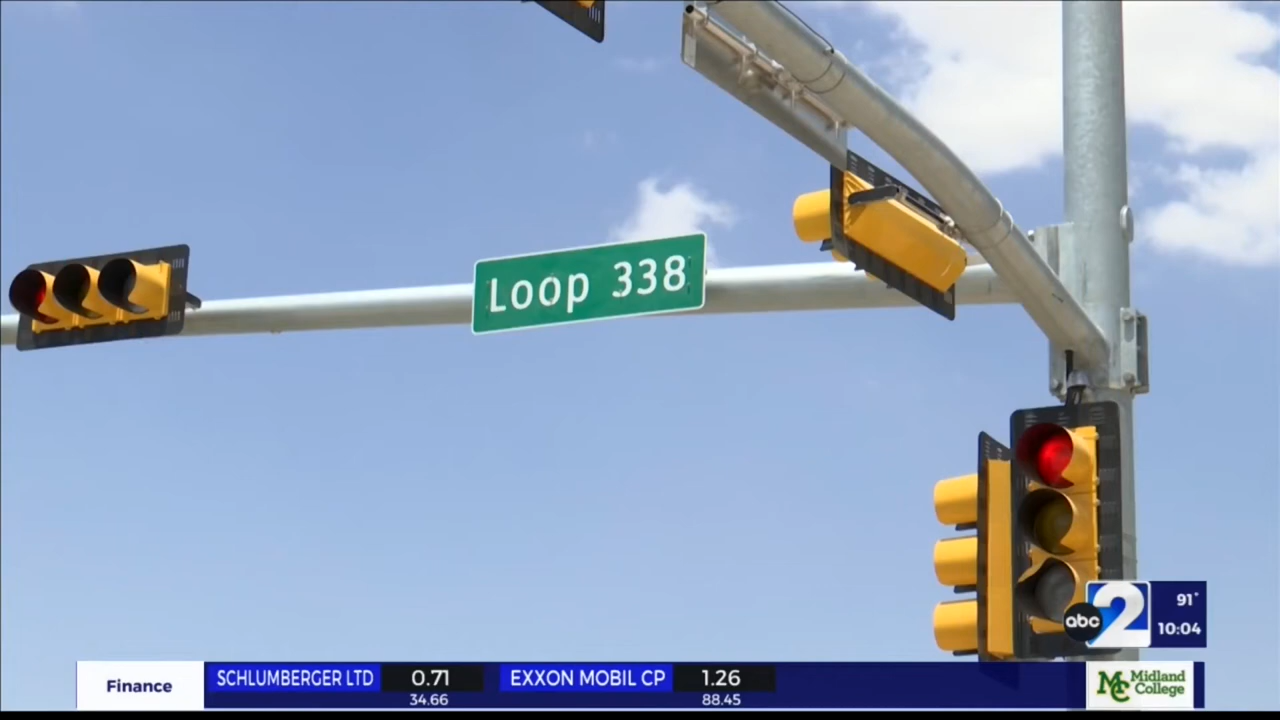 Loop 338
abc 2
91°
10:04
Finance
SCHLUMBERGER LTD 0.71 EXXON MOBIL CP 1.26
34.66 88.45
MC Midland
College